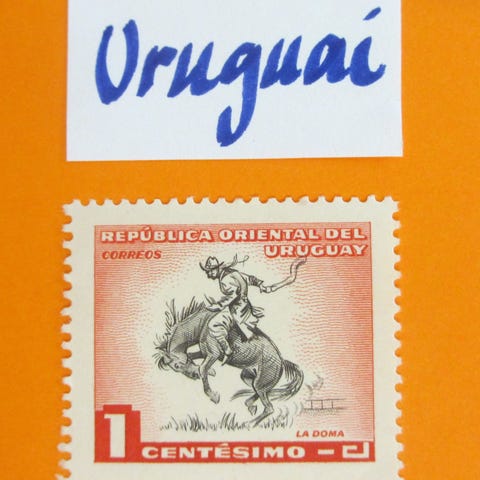 Uruguai
REPÚBLICA ORIENTAL DEL
URUGUAY
CORREOS
LA DOMA
1 CENTÉSIMO